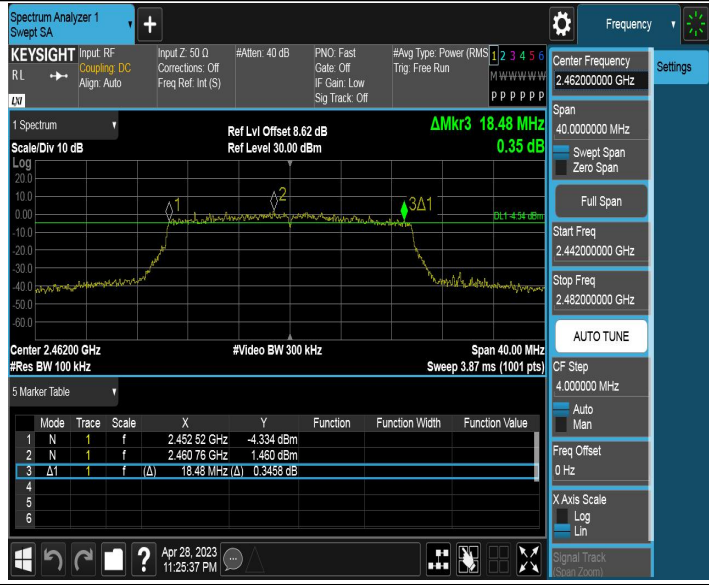 Spectrum Analyzer 1
Swept SA
+
Frequency
KEYSIGHT
RL
LXI
Input: RF
Coupling: DC
Align: Auto
Input Z: 50 Ω
Corrections: Off
Freq Ref: Int (S)
#Atten: 40 dB
PNO: Fast
Gate: Off
IF Gain: Low
Sig Track: Off
#Avg Type: Power (RMS
Trig: Free Run
1 2 3 4 5 6
M W W W W W
P P P P P P
1 Spectrum
Scale/Div 10 dB
Ref Lvl Offset 8.62 dB
Ref Level 30.00 dBm
ΔMkr3 18.48 MHz
0.35 dB
Log
20.0
10.0
0.00
-10.0
-20.0
-30.0
-40.0
-50.0
-60.0
1
2
3Δ1
DL1 -4.54 dBm
Center 2.46200 GHz
#Video BW 300 kHz
Span 40.00 MHz
#Res BW 100 kHz
Sweep 3.87 ms (1001 pts)
5 Marker Table
Mode Trace Scale X Y Function Function Width Function Value
1 N 1 f 2.452 52 GHz -4.334 dBm
2 N 1 f 2.460 76 GHz 1.460 dBm
3 Δ1 1 f (Δ) 18.48 MHz (Δ) 0.3458 dB
4
5
6
?
Apr 28, 2023
11:25:37 PM
Center Frequency
2.462000000 GHz
Span
40.0000000 MHz
Swept Span
Zero Span
Full Span
Start Freq
2.442000000 GHz
Stop Freq
2.482000000 GHz
AUTO TUNE
CF Step
4.000000 MHz
Auto
Man
Freq Offset
0 Hz
X Axis Scale
Log
Lin
Signal Track
(Span Zoom)
Settings